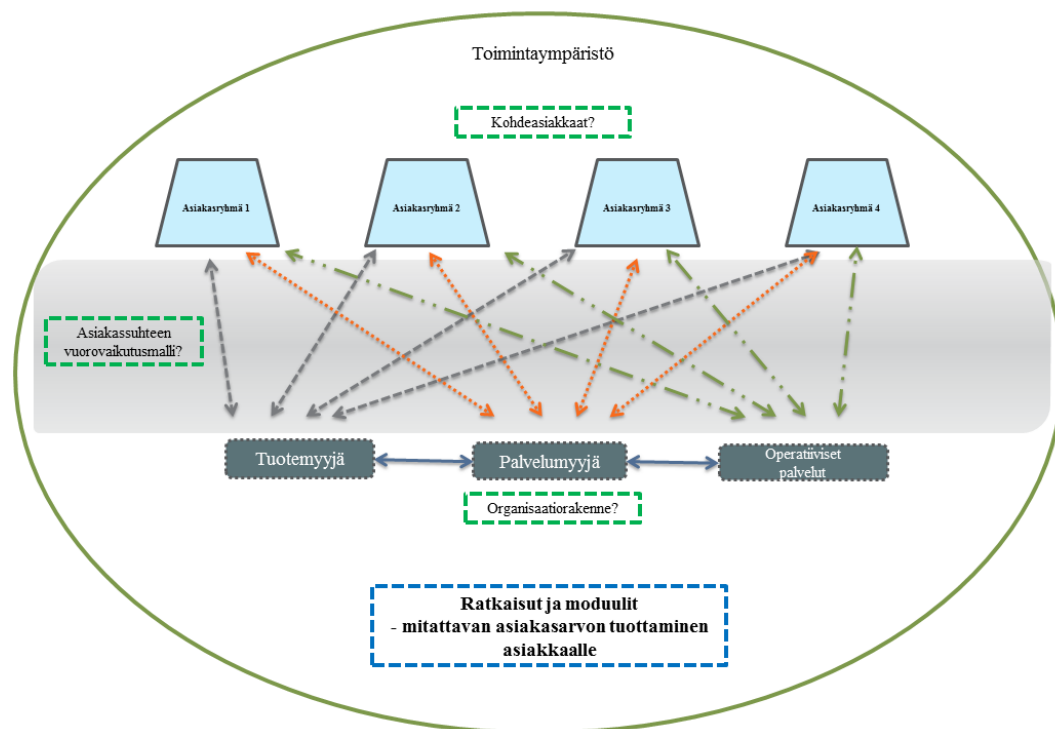 Toimintaympäristö
Kohdeasiakkaat?
Asiakasryhmä 1
Asiakasryhmä 2
Asiakasryhmä 3
Asiakasryhmä 4
Asiakassuhteen
vuorovaikutusmalli?
Tuotemyyjä
Palvelumyyjä
Operatiiviset
palvelut
Organisaatiorakenne?
Ratkaisut ja moduulit
- mitattavan asiakasarvon tuottaminen
asiakkaalle